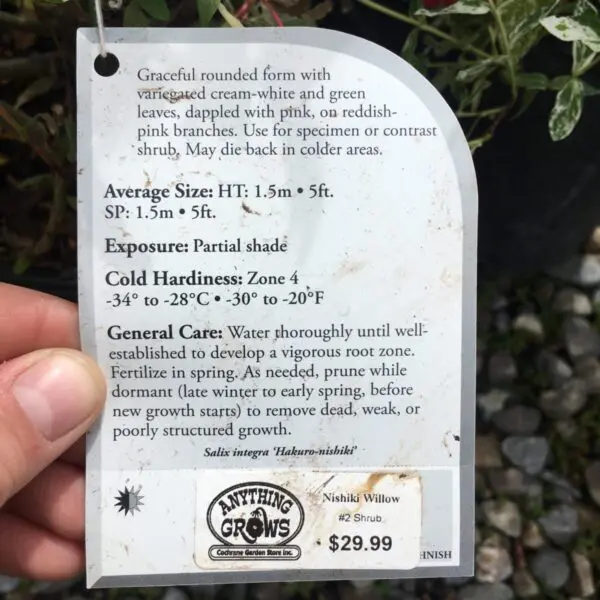 Graceful rounded form with
variegated cream-white and green
leaves, dappled with pink, on reddish-
pink branches. Use for specimen or contrast
shrub. May die back in colder areas.
Average Size: HT: 1.5m • 5ft.
SP: 1.5m • 5ft.
Exposure: Partial shade
Cold Hardiness: Zone 4
-34° to -28°C • -30° to -20°F
General Care: Water thoroughly until well-
established to develop a vigorous root zone.
Fertilize in spring. As needed, prune while
dormant (late winter to early spring, before
new growth starts) to remove dead, weak, or
poorly structured growth.
Salix integra 'Hakuro-nishiki'
ANYTHING
GROWS
Cochrane Garden Store Inc.
Nishiki Willow
#2 Shrub
$29.99
HNISH